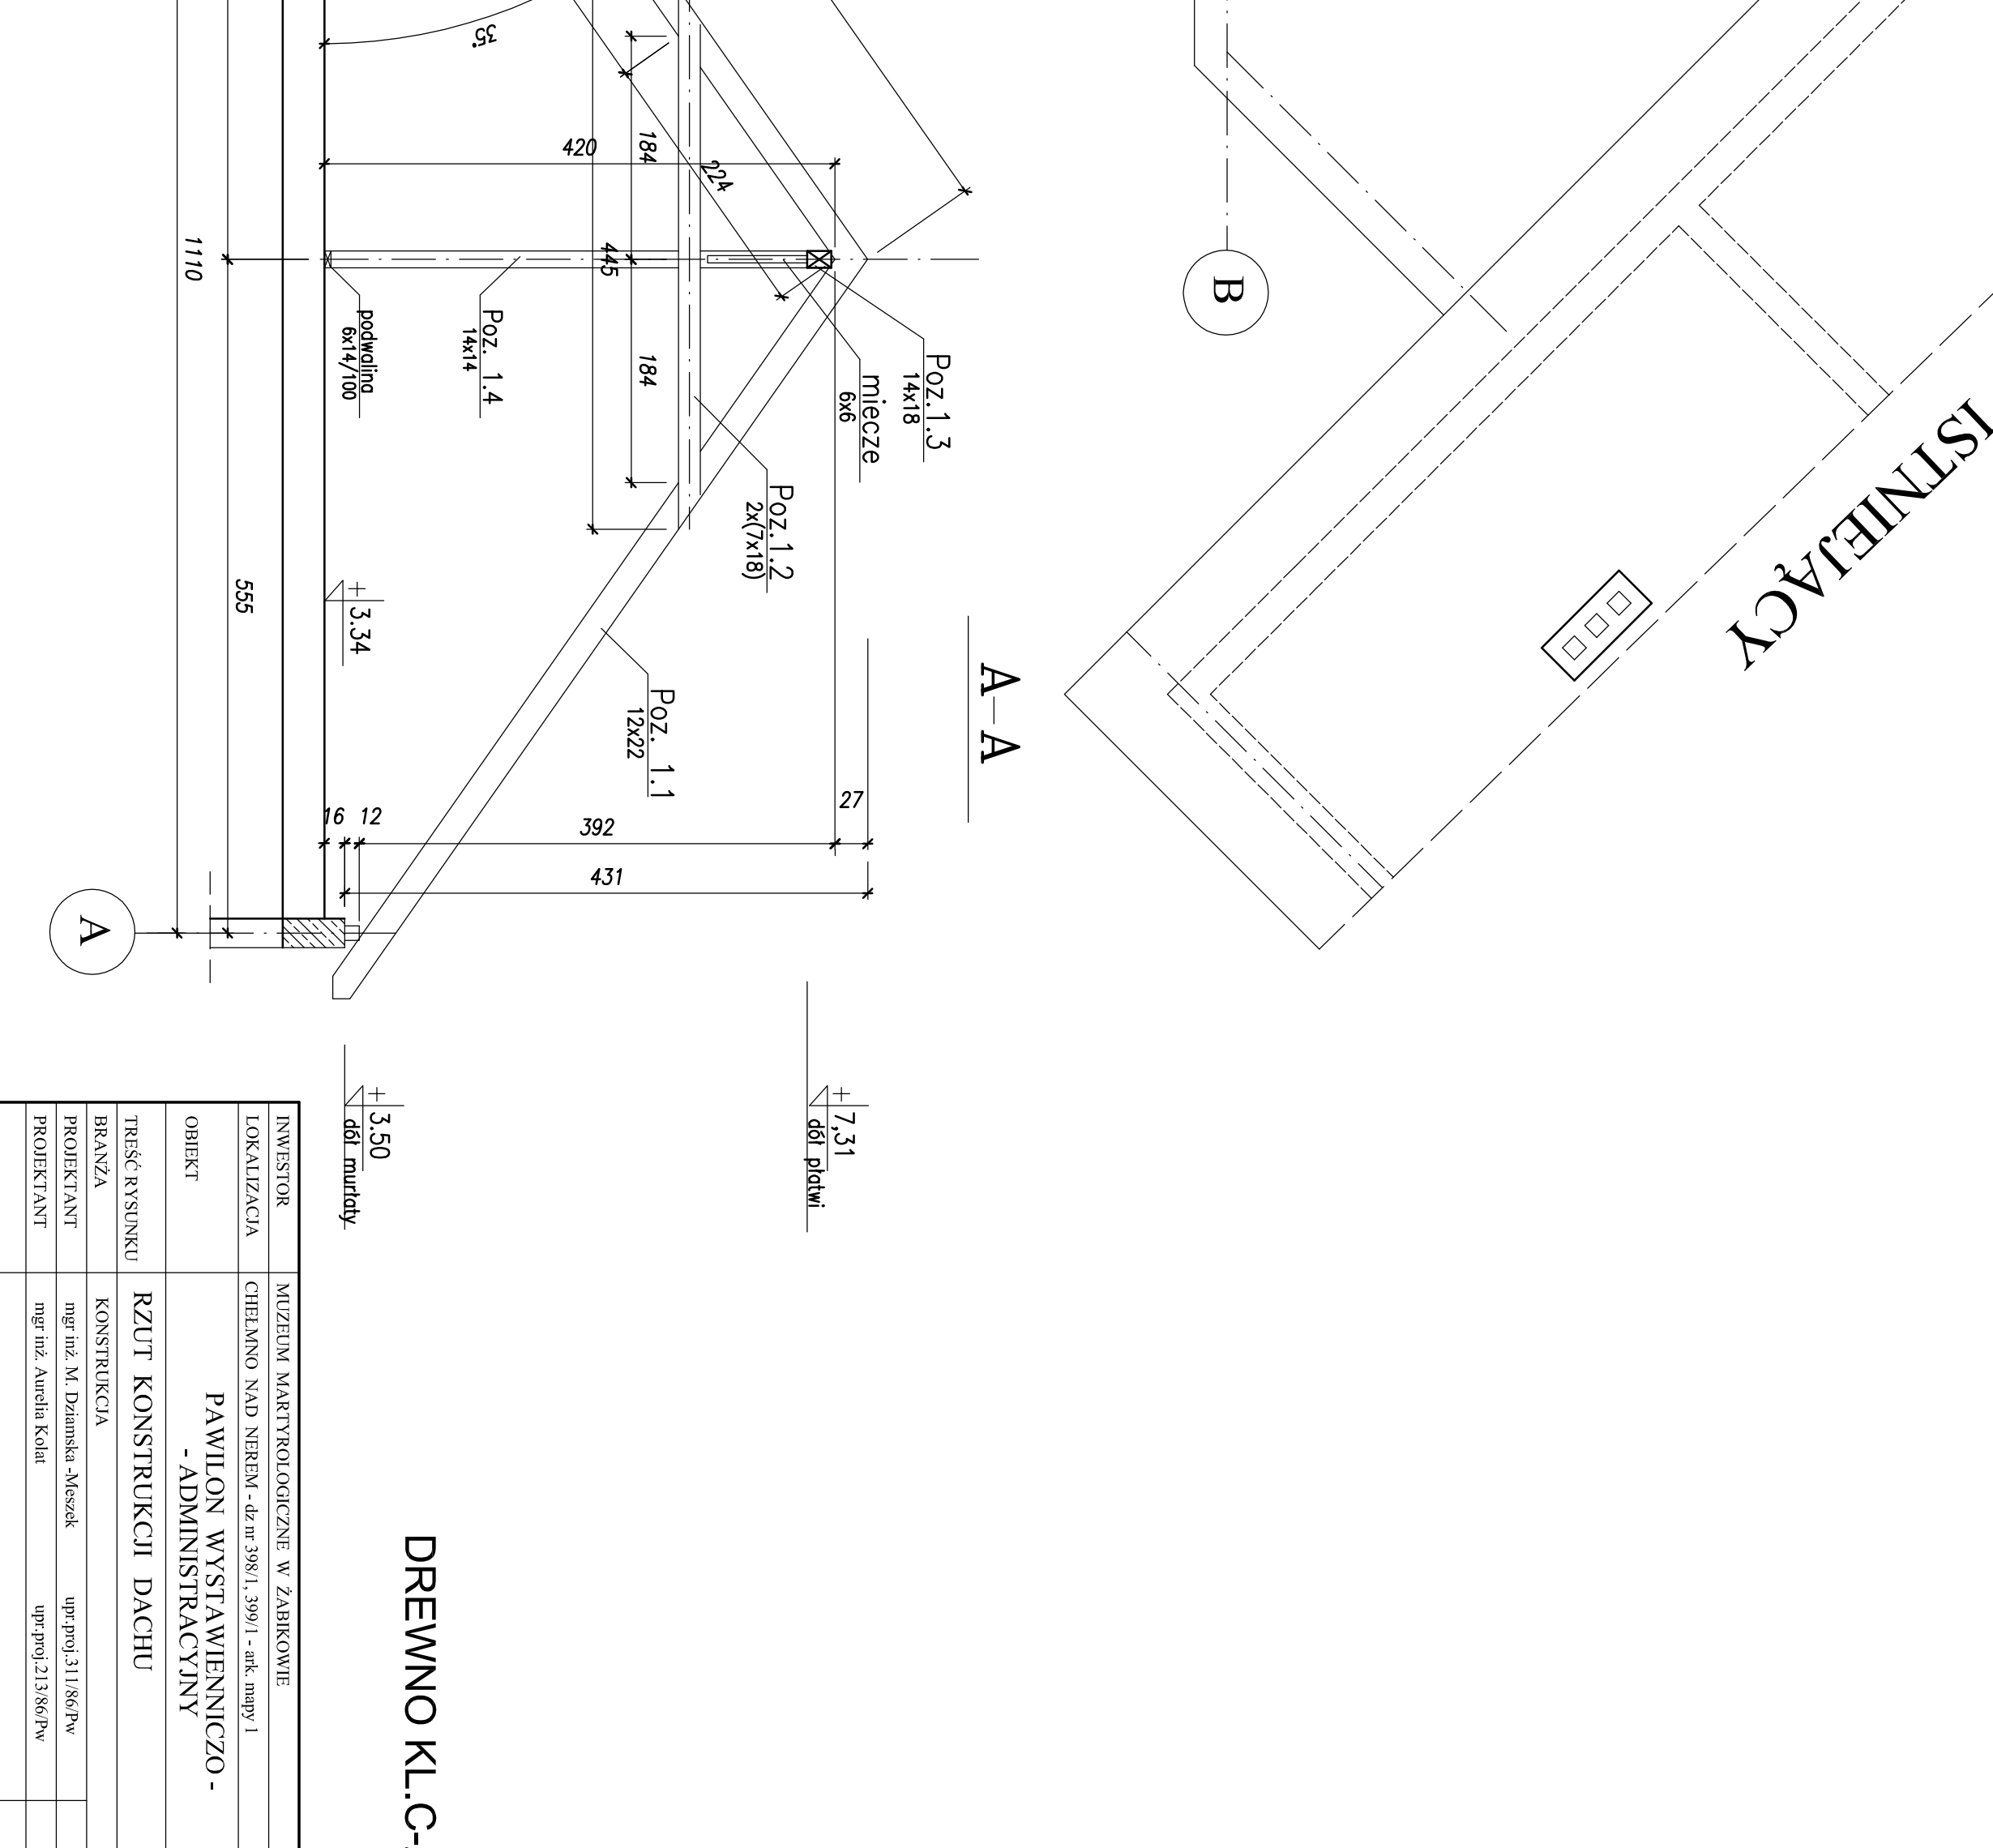 ISTNIEJĄCY
B
A-A
27
392
12
16
431
Poz.1.3
14x18
miecze
6x6
Poz.1.2
2x(7x18)
Poz. 1.1
12x22
Poz. 1.4
14x14
podwalina
6x14/100
35°
184
224
420
445
184
555
1110
+3.34
A
+7,31
dół płatwi
+3.50
dół murłaty
DREWNO KL.C-
INWESTOR MUZEUM MARTYROLOGICZNE W ŻABIKOWIE
LOKALIZACJA CHEŁMNO NAD NEREM - dz nr 398/1, 399/1 - ark. mapy 1
OBIEKT PAWILON WYSTAWIENNICZO -
- ADMINISTRACYJNY
TREŚĆ RYSUNKU RZUT KONSTRUKCJI DACHU
BRANŻA KONSTRUKCJA
PROJEKTANT mgr inż. M. Dziamska -Meszek upr.proj.311/86/Pw
PROJEKTANT mgr inż. Aurelia Kolat upr.proj.213/86/Pw